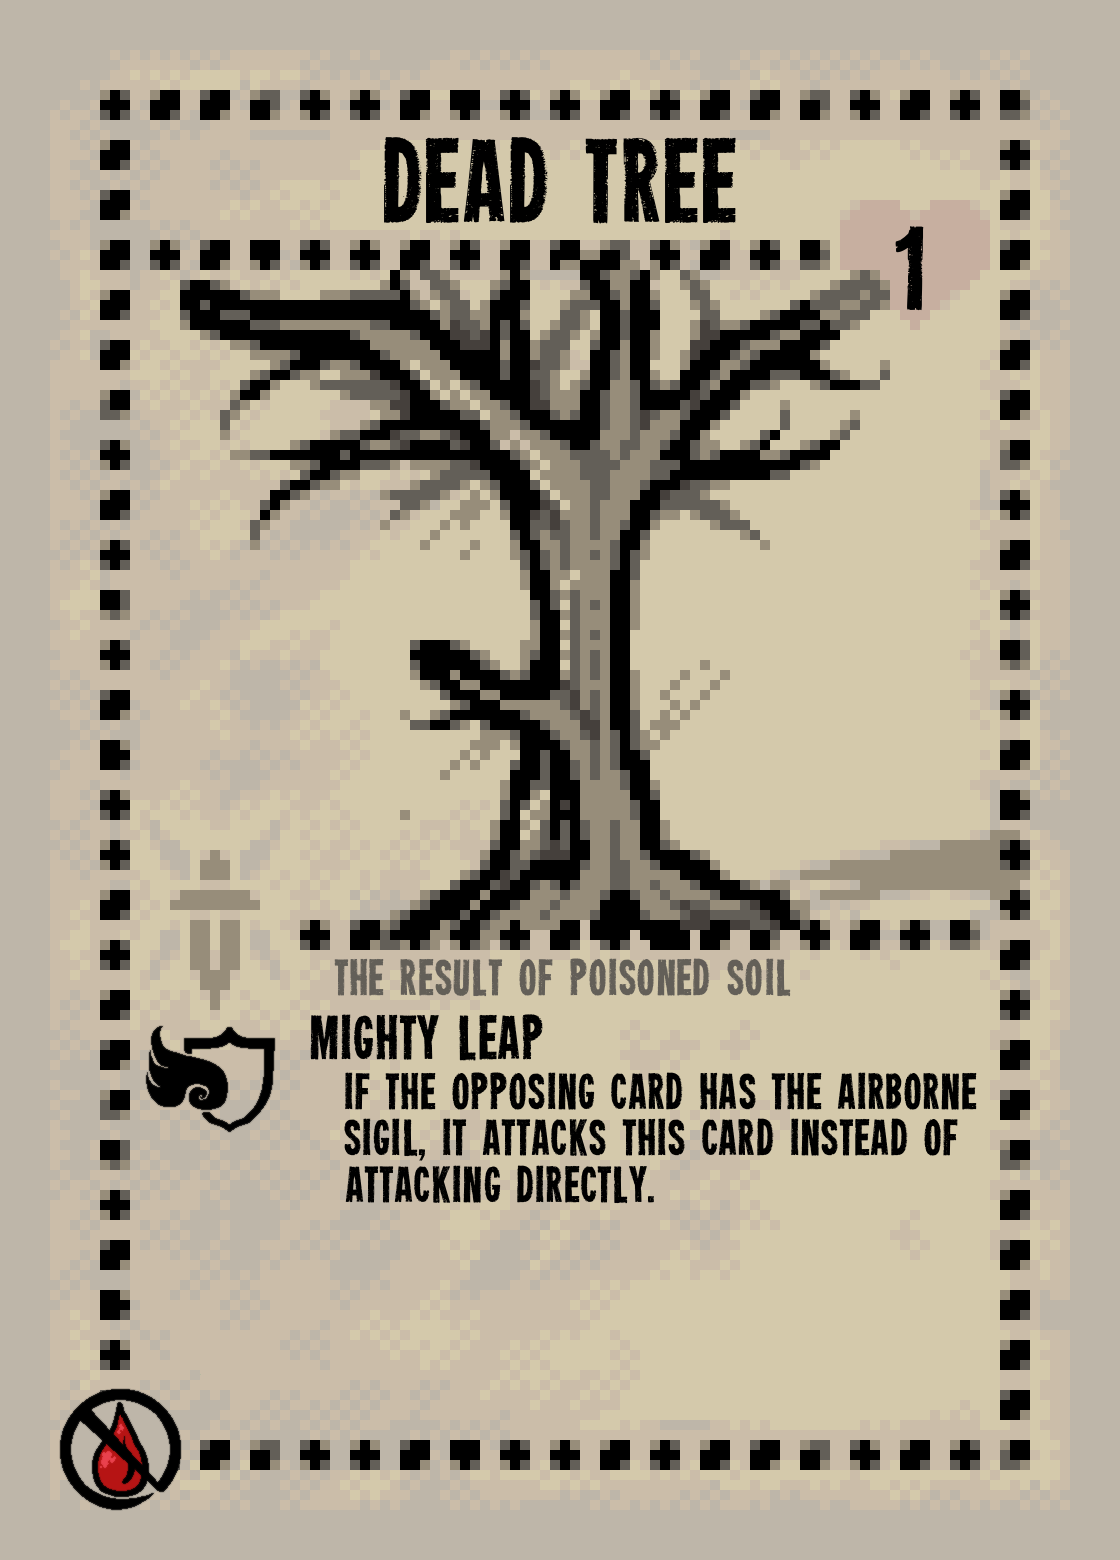 DEAD TREE
1
THE RESULT OF POISONED SOIL
MIGHTY LEAP
IF THE OPPOSING CARD HAS THE AIRBORNE
SIGIL, IT ATTACKS THIS CARD INSTEAD OF
ATTACKING DIRECTLY.